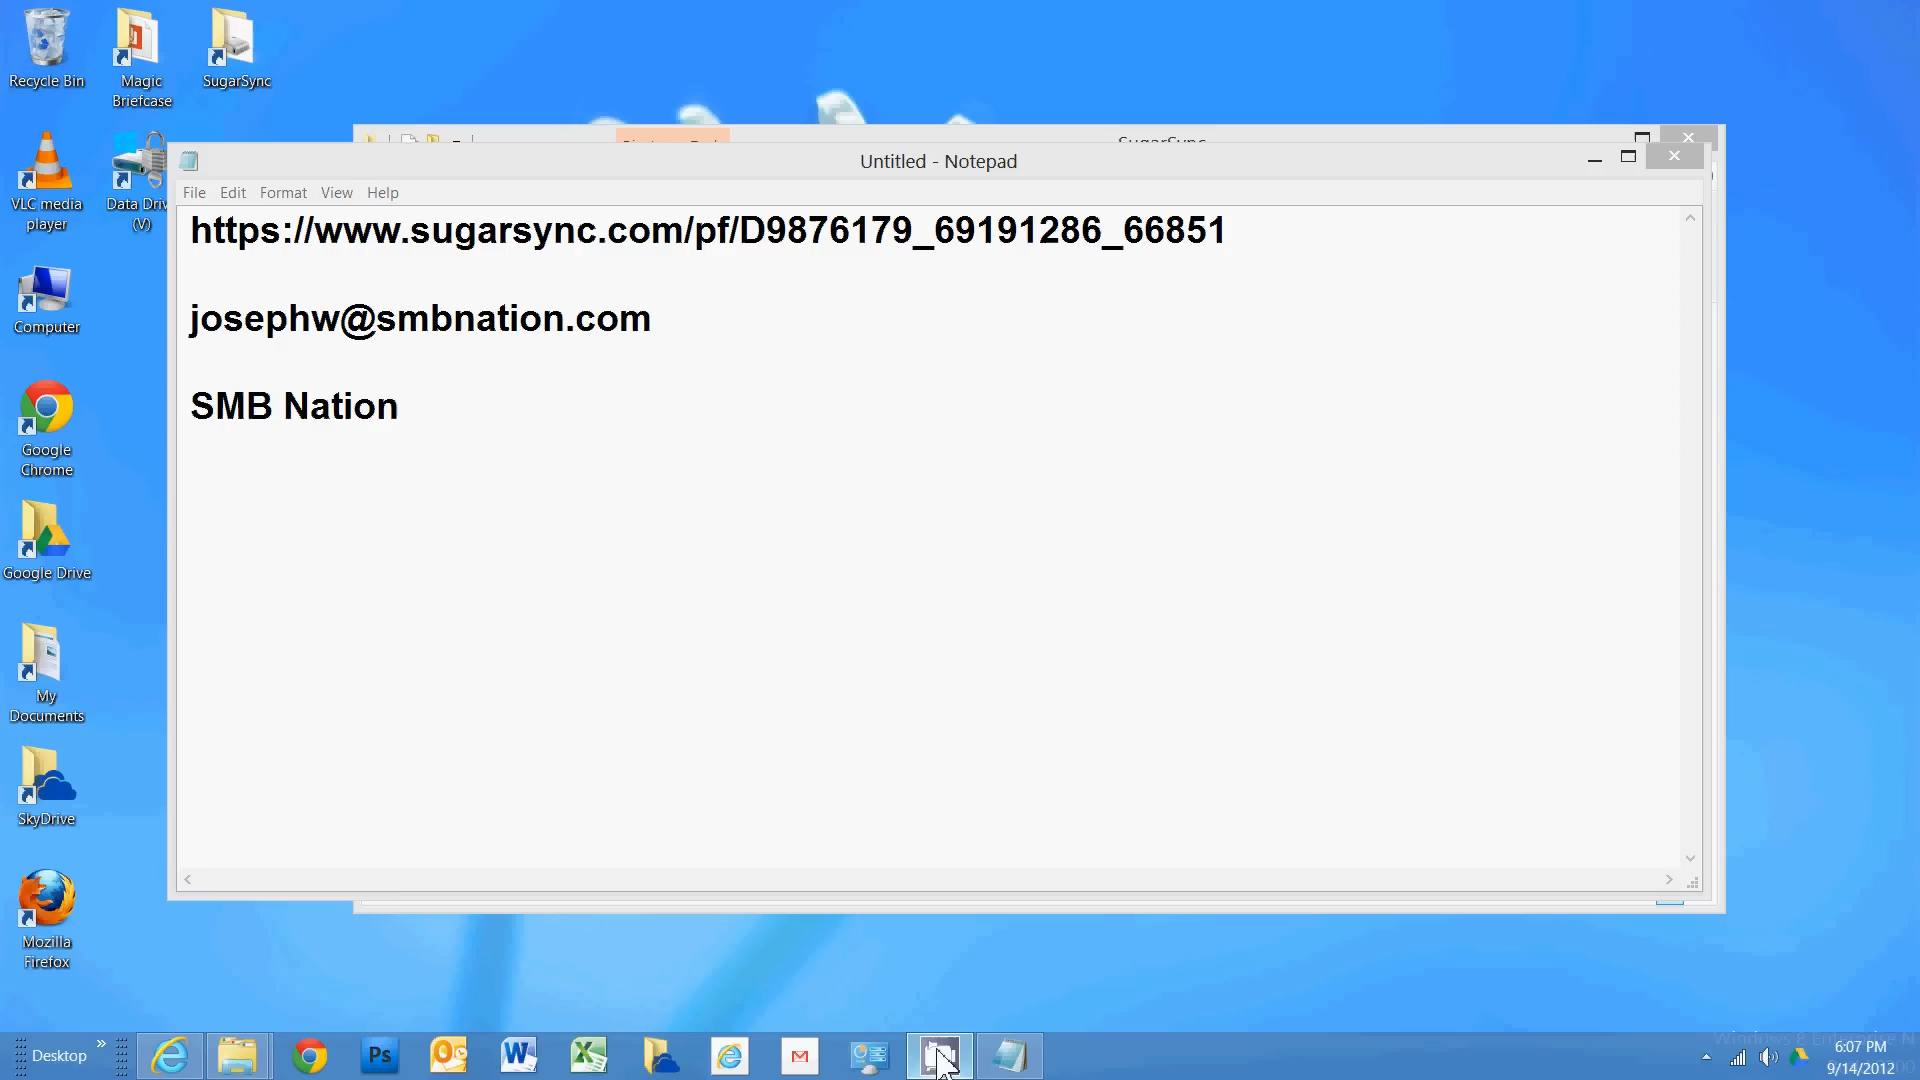 Recycle Bin
Magic
Briefcase
SugarSync
VLC media
player
Data Driv
(V)
Computer
Google
Chrome
Google Drive
My
Documents
SkyDrive
Mozilla
Firefox
SugarSync
Untitled - Notepad
File Edit Format View Help
https://www.sugarsync.com/pf/D9876179_69191286_66851
josephw@smbnation.com
SMB Nation
Desktop
Ps
6:07 PM
9/14/2012